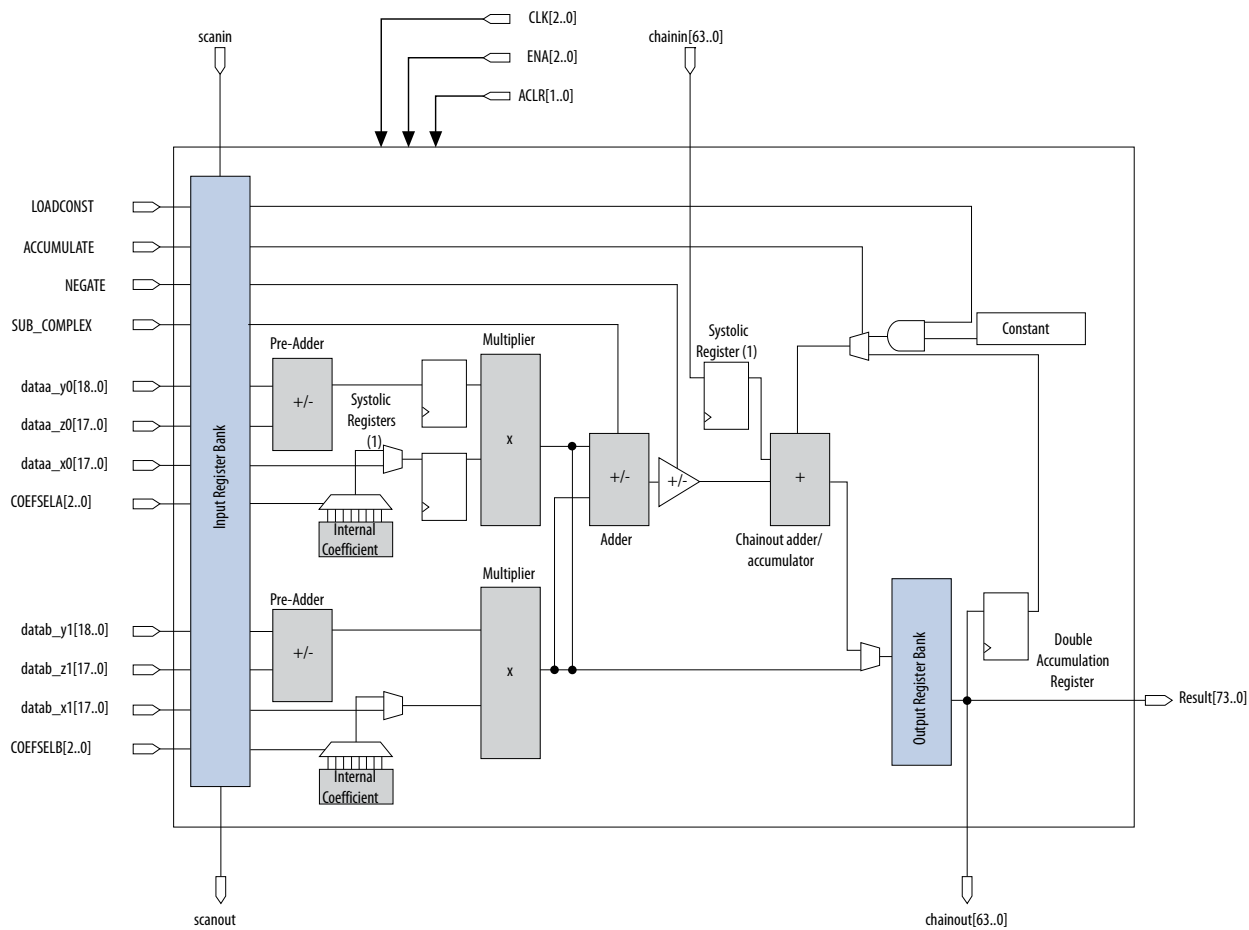 CLK[2..0]
scanin
chainin[63..0]
ENA[2..0]
ACLR[1..0]
LOADCONST
ACCUMULATE
NEGATE
SUB_COMPLEX
dataa_y0[18..0]
dataa_z0[17..0]
dataa_x0[17..0]
COEFSELA[2..0]
datab_y1[18..0]
datab_z1[17..0]
datab_x1[17..0]
COEFSELB[2..0]
Input Register Bank
Pre-Adder
+/-
Systolic
Registers
(1)
Internal
Coefficient
Multiplier
x
Pre-Adder
+/-
Internal
Coefficient
Multiplier
x
+/-
Adder
+/-
Systolic
Register (1)
+
Chainout adder/
accumulator
Constant
Output Register Bank
Double
Accumulation
Register
Result[73..0]
scanout
chainout[63..0]